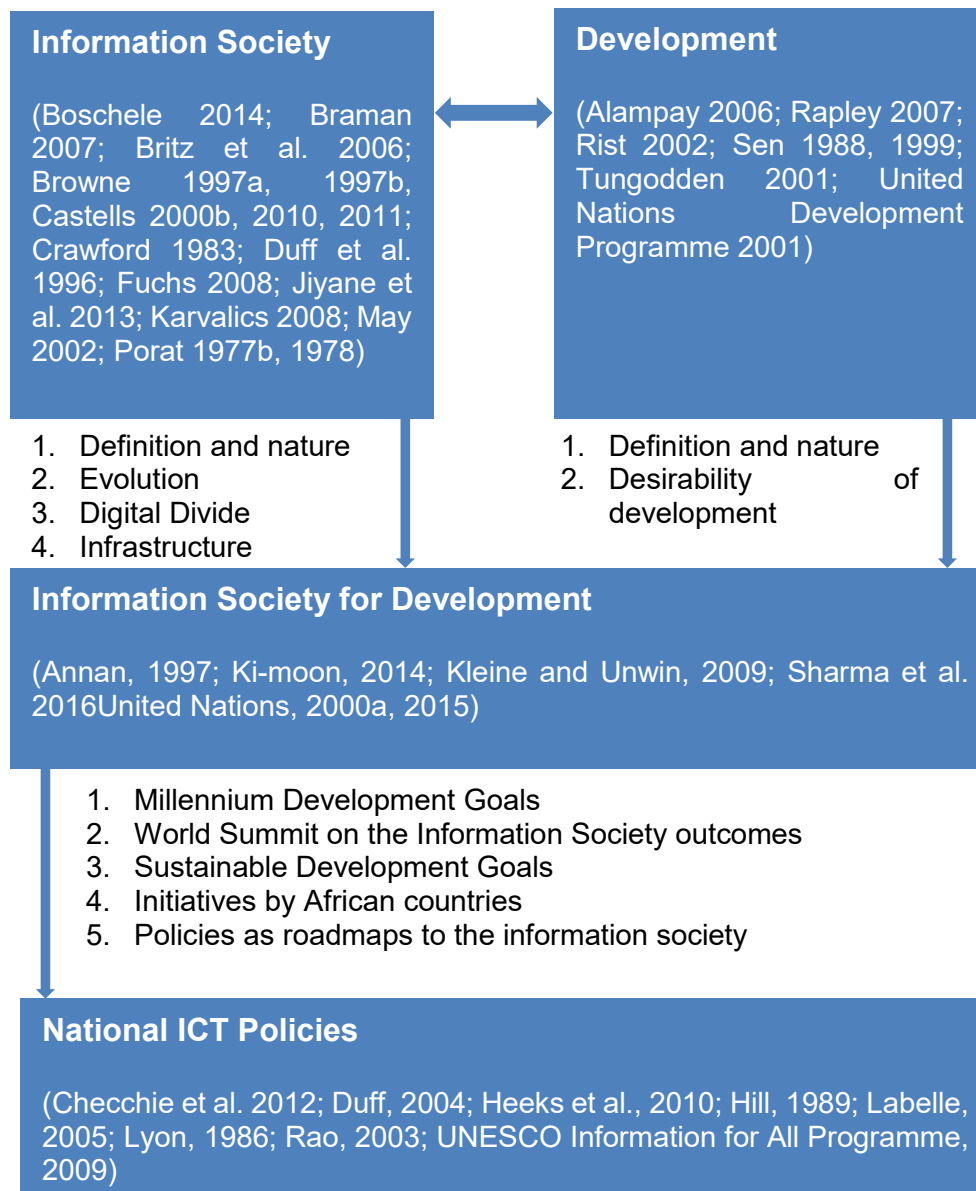 Information Society
(Boschele 2014; Braman
2007; Britz et al. 2006;
Browne 1997a, 1997b,
Castells 2000b, 2010, 2011;
Crawford 1983; Duff et al.
1996; Fuchs 2008; Jiyane et
al. 2013; Karvalics 2008; May
2002; Porat 1977b, 1978)
Development
(Alampay 2006; Rapley 2007;
Rist 2002; Sen 1988, 1999;
Tungodden 2001; United
Nations Development
Programme 2001)
1. Definition and nature
2. Evolution
3. Digital Divide
4. Infrastructure
1. Definition and nature
2. Desirability of
development
Information Society for Development
(Annan, 1997; Ki-moon, 2014; Kleine and Unwin, 2009; Sharma et al.
2016United Nations, 2000a, 2015)
1. Millennium Development Goals
2. World Summit on the Information Society outcomes
3. Sustainable Development Goals
4. Initiatives by African countries
5. Policies as roadmaps to the information society
National ICT Policies
(Checchie et al. 2012; Duff, 2004; Heeks et al., 2010; Hill, 1989; Labelle,
2005; Lyon, 1986; Rao, 2003; UNESCO Information for All Programme,
2009)